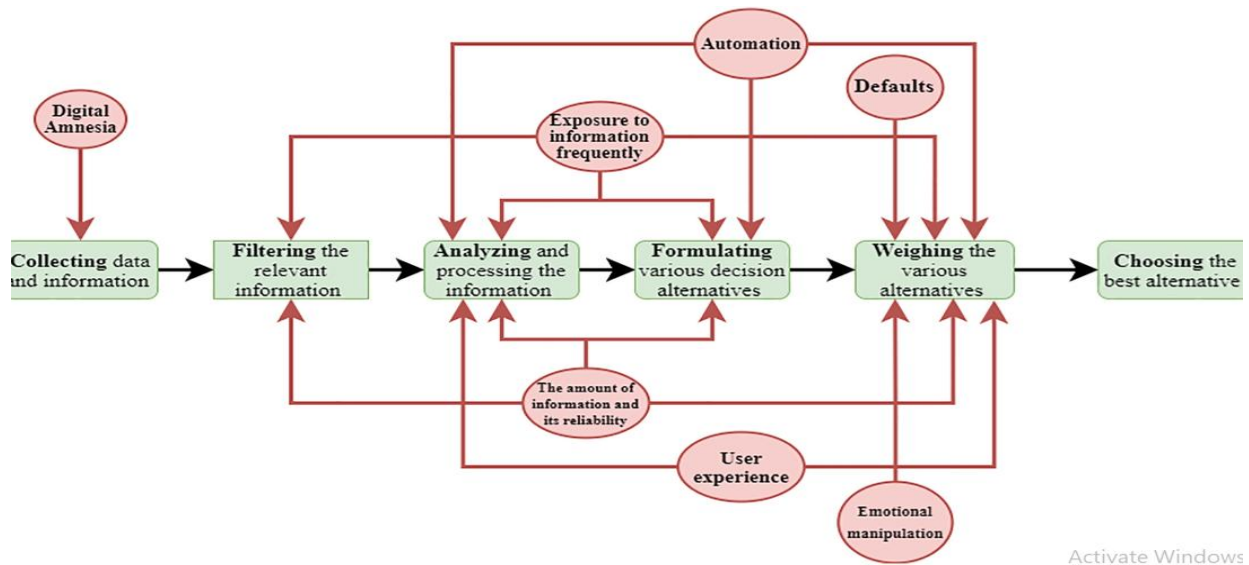 Automation
Defaults
Digital
Amnesia
Exposure to
information
frequently
Collecting data
and information
Filtering the
relevant
information
Analyzing and
processing the
information
Formulating
various decision
alternatives
Weighing the
various
alternatives
Choosing the
best alternative
The amount of
information and
its reliability
User
experience
Emotional
manipulation
Activate Windows